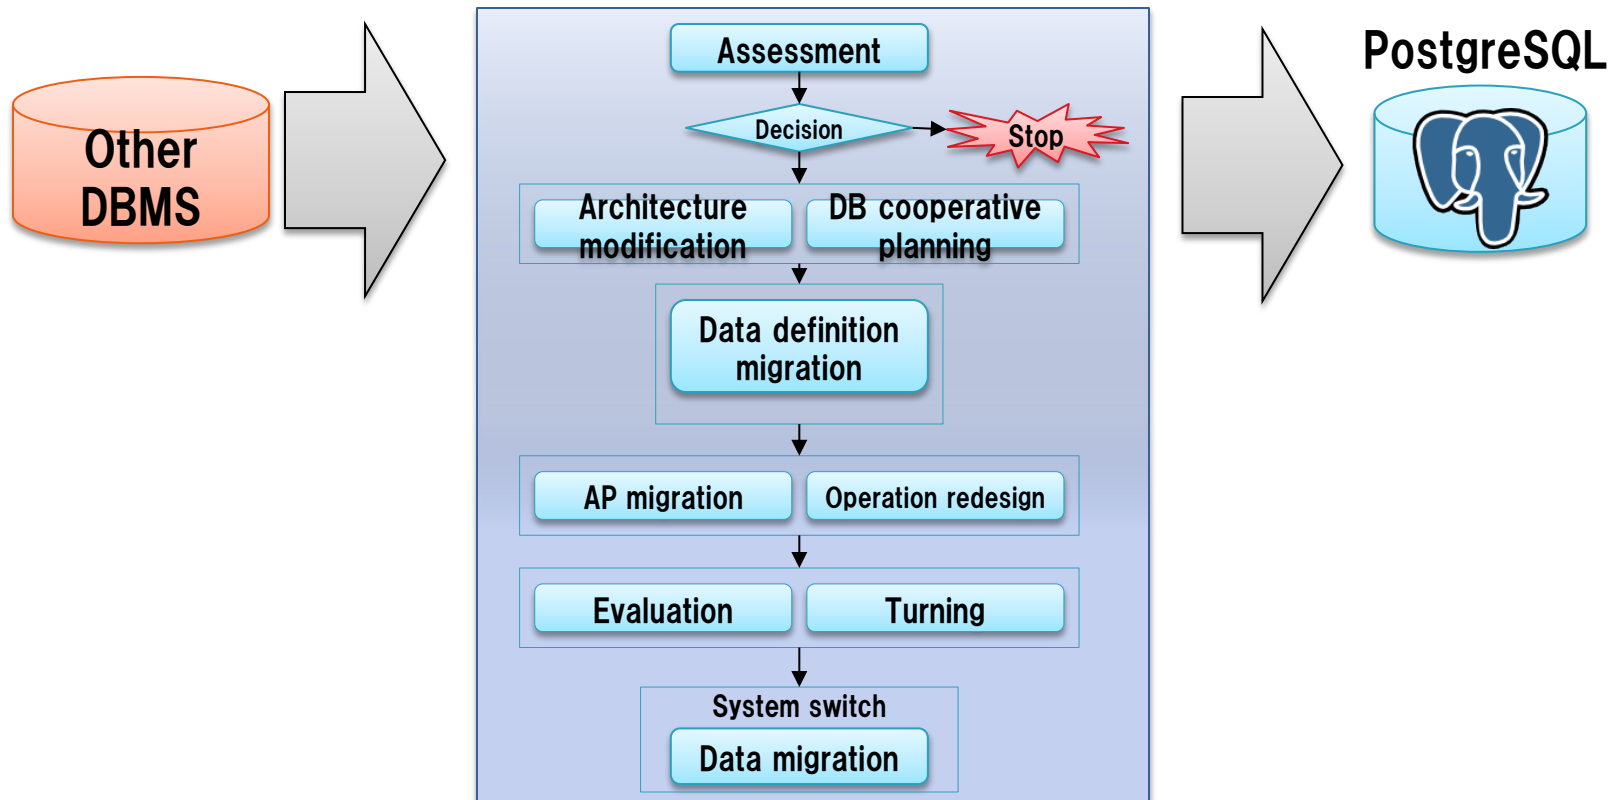 Other
DBMS
Assessment
Decision
Stop
Architecture
modification
DB cooperative
planning
Data definition
migration
AP migration
Operation redesign
Evaluation
Turning
System switch
Data migration
PostgreSQL